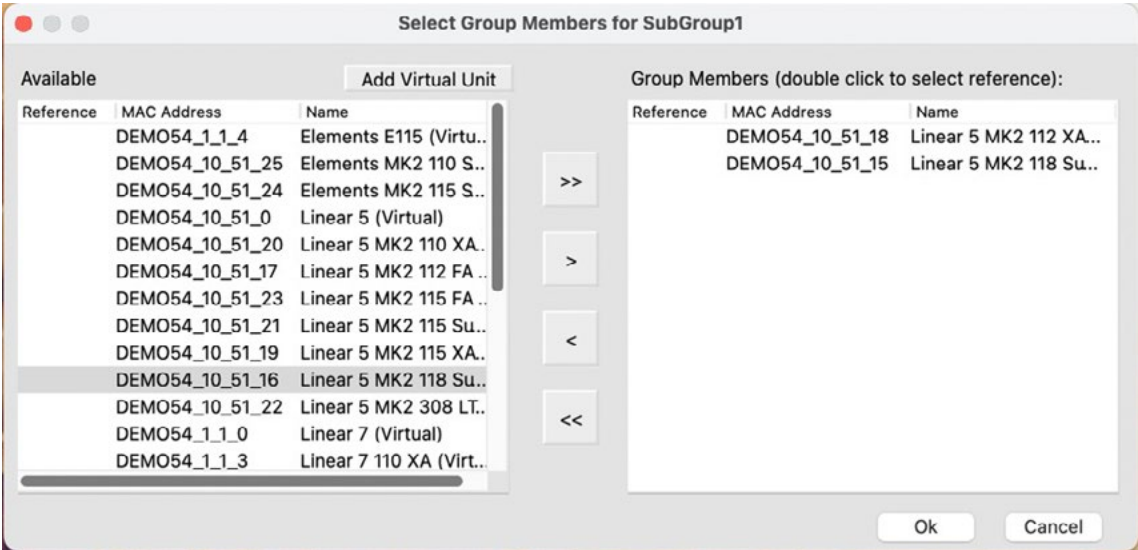 Select Group Members for SubGroup1
Available
Add Virtual Unit
Reference MAC Address Name
DEMO54_1_1_4 Elements E115 (Virtu..
DEMO54_10_51_25 Elements MK2 110 S...
DEMO54_10_51_24 Elements MK2 115 S...
DEMO54_10_51_0 Linear 5 (Virtual)
DEMO54_10_51_20 Linear 5 MK2 110 XA..
DEMO54_10_51_17 Linear 5 MK2 112 FA ..
DEMO54_10_51_23 Linear 5 MK2 115 FA ..
DEMO54_10_51_21 Linear 5 MK2 115 Su...
DEMO54_10_51_19 Linear 5 MK2 115 XA..
DEMO54_10_51_16 Linear 5 MK2 118 Su...
DEMO54_10_51_22 Linear 5 MK2 308 LT..
DEMO54_1_1_0 Linear 7 (Virtual)
DEMO54_1_1_3 Linear 7 110 XA (Virt...
>>
>
<
<<
Group Members (double click to select reference):
Reference MAC Address Name
DEMO54_10_51_18 Linear 5 MK2 112 XA...
DEMO54_10_51_15 Linear 5 MK2 118 Su...
Ok Cancel